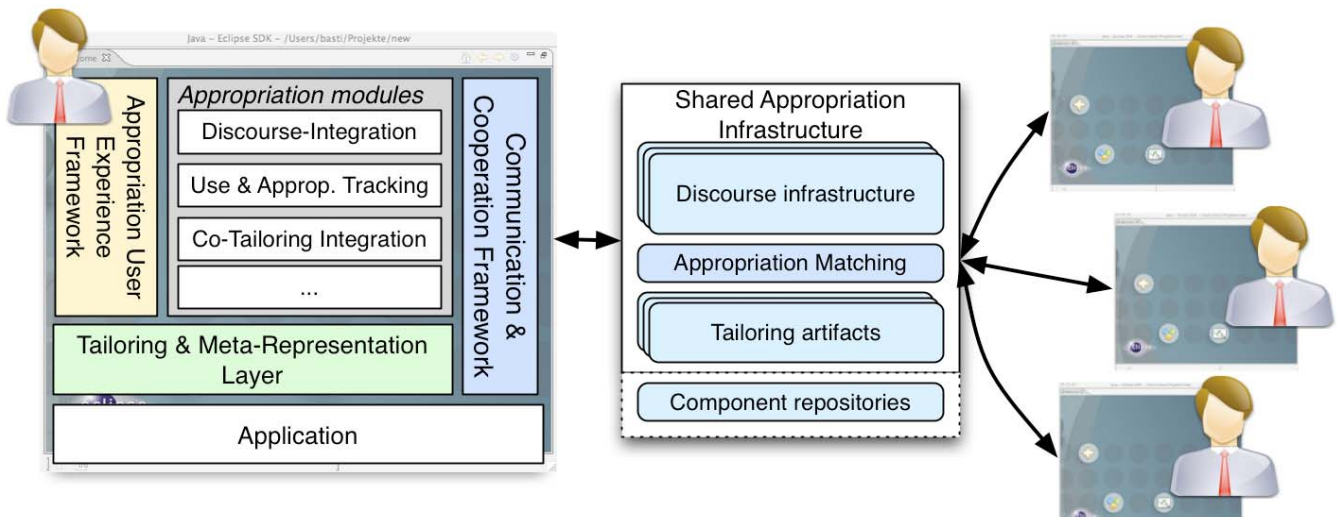 Java – Eclipse SDK – /Users/basti/Projekte/new
ome
Appropriation User
Experience
Framework
Appropriation modules
Discourse-Integration
Use & Approp. Tracking
Co-Tailoring Integration
...
Communication &
Cooperation Framework
Tailoring & Meta-Representation
Layer
Application
Shared Appropriation
Infrastructure
Discourse infrastructure
Appropriation Matching
Tailoring artifacts
Component repositories